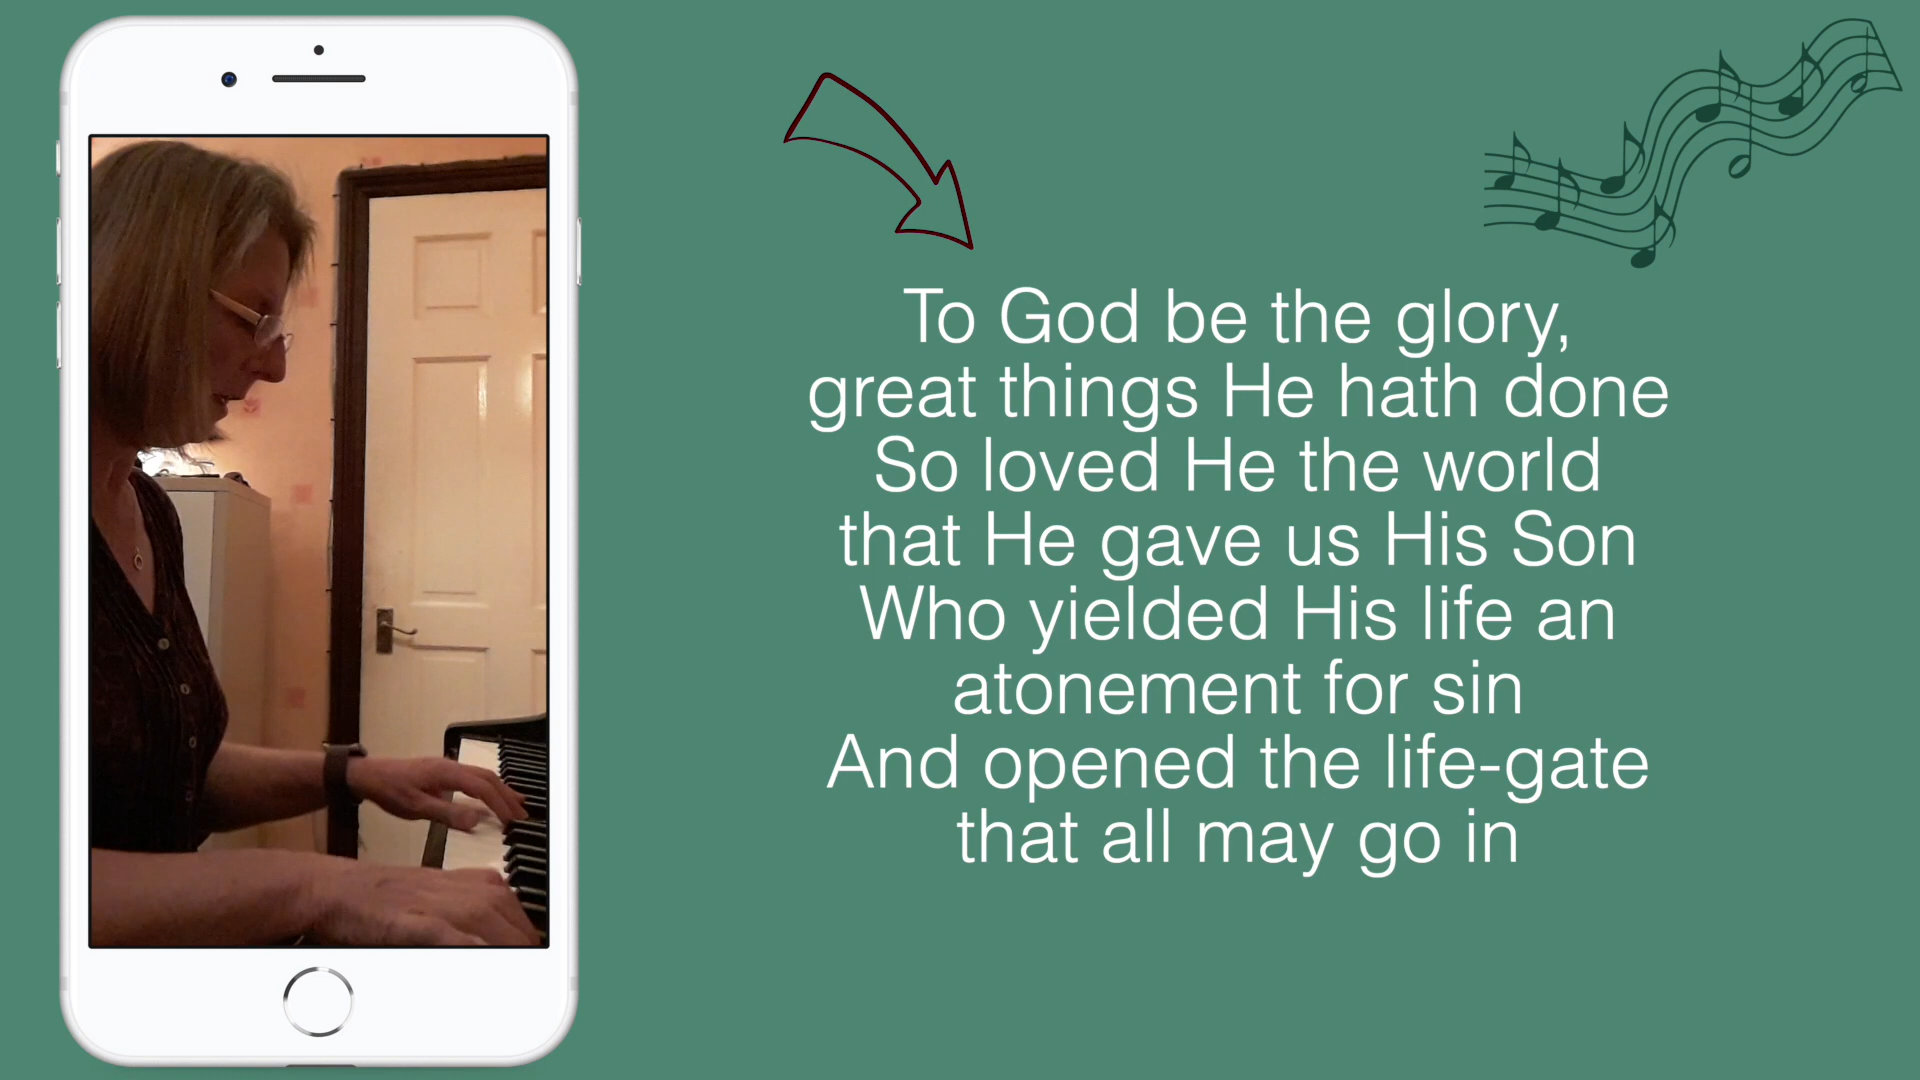 To God be the glory,
great things He hath done
So loved He the world
that He gave us His Son
Who yielded His life an
atonement for sin
And opened the life-gate
that all may go in